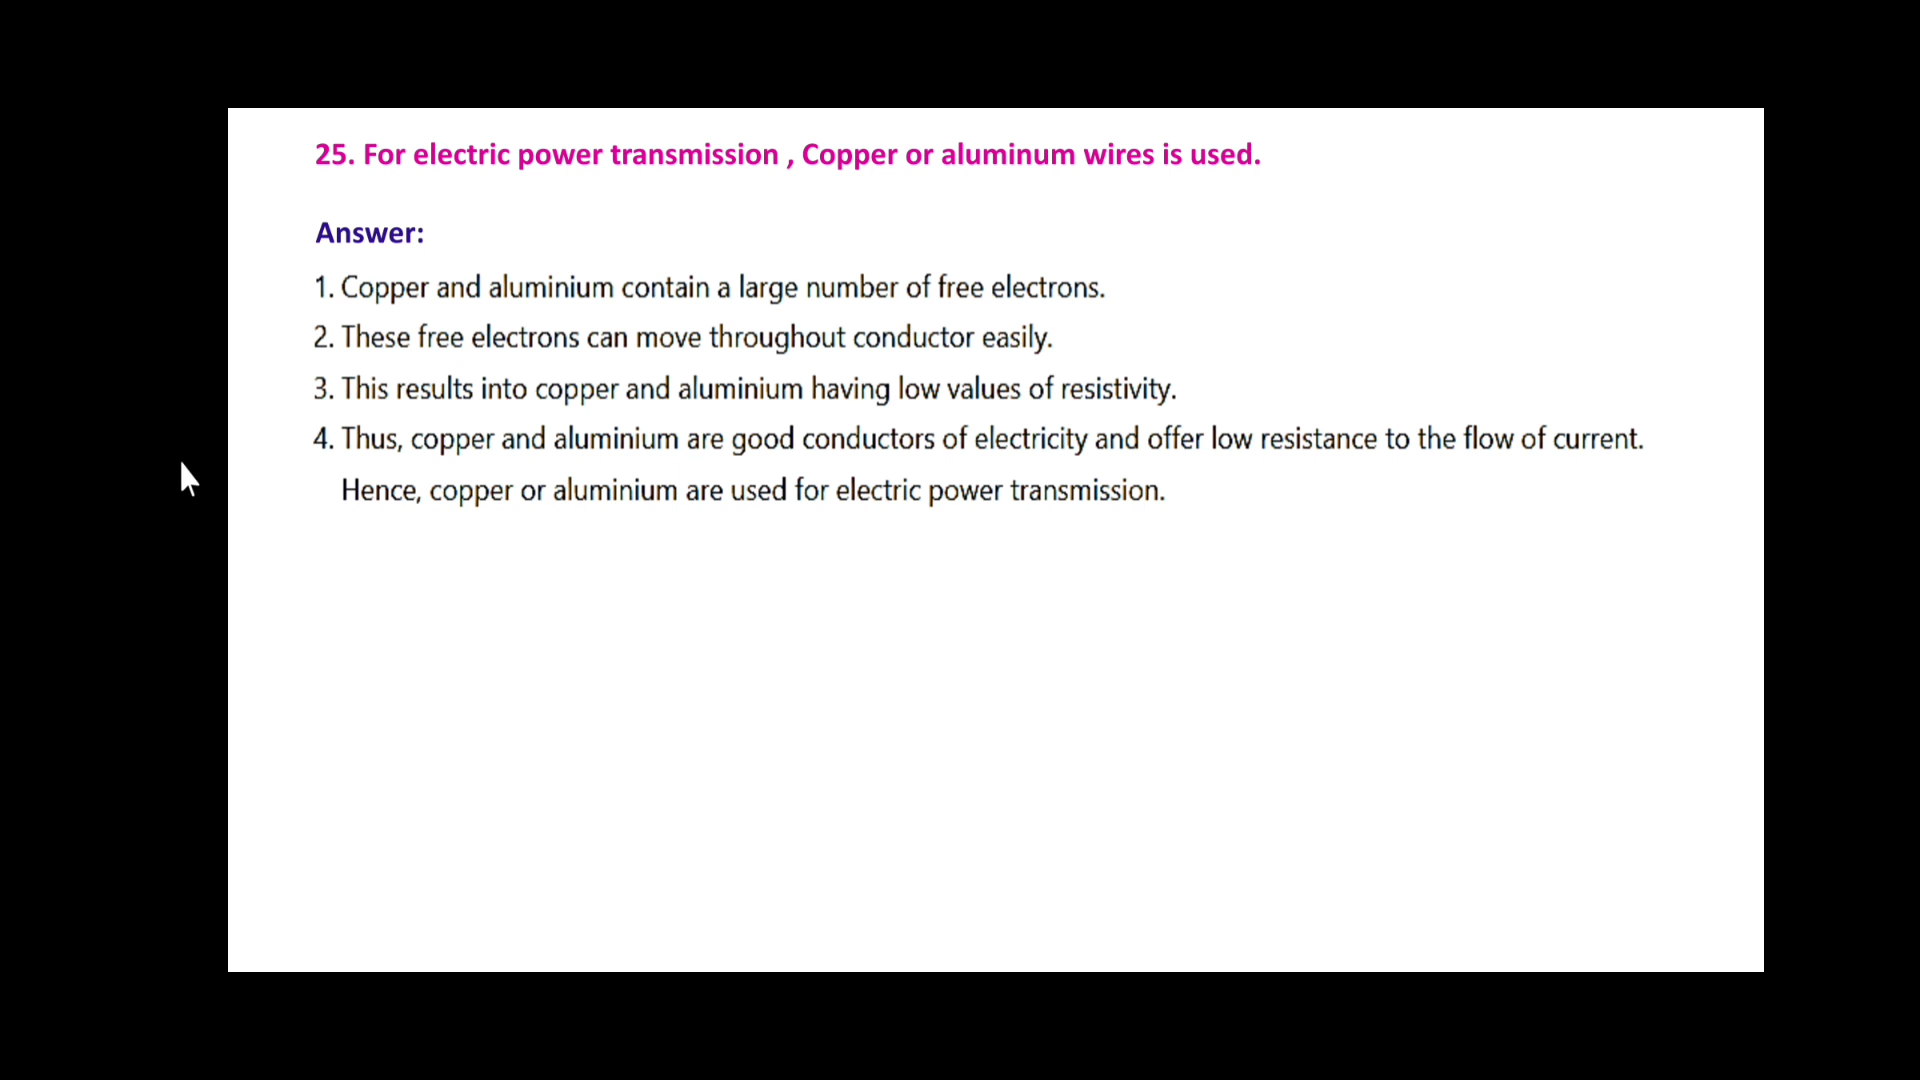 25. For electric power transmission , Copper or aluminum wires is used.
Answer:
1. Copper and aluminium contain a large number of free electrons.
2. These free electrons can move throughout conductor easily.
3. This results into copper and aluminium having low values of resistivity.
4. Thus, copper and aluminium are good conductors of electricity and offer low resistance to the flow of current.
Hence, copper or aluminium are used for electric power transmission.